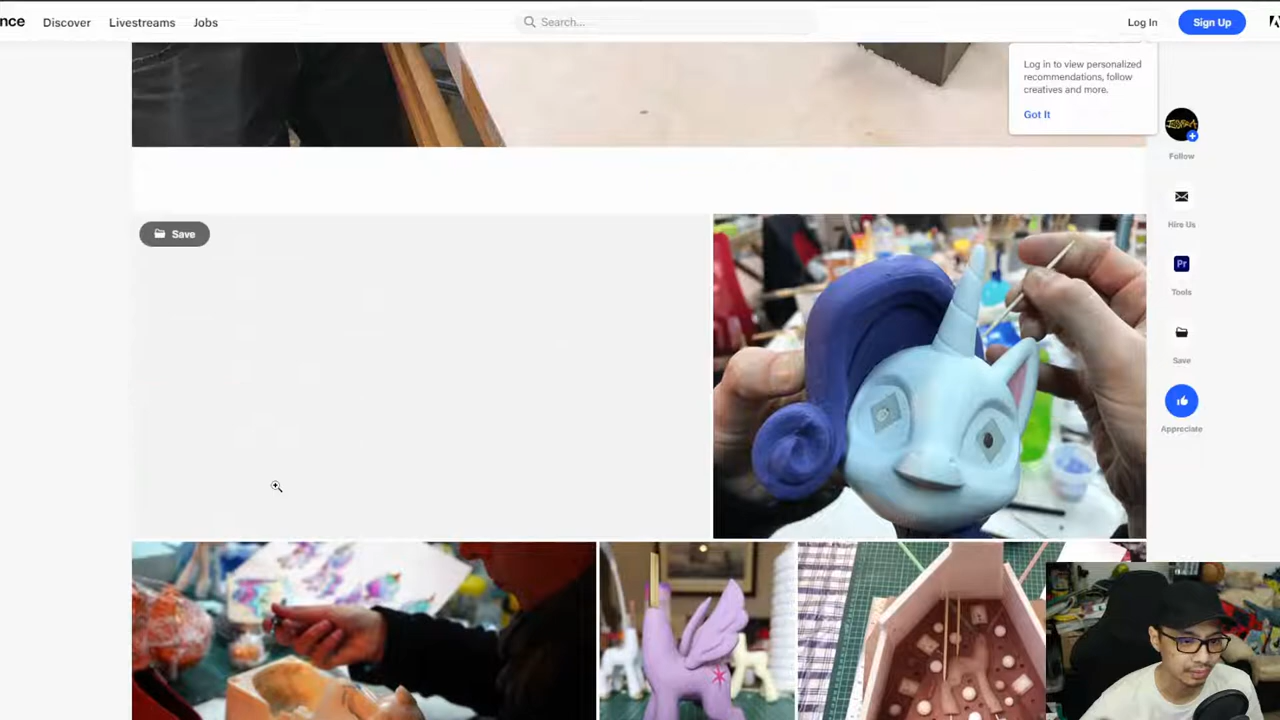 nce Discover Livestreams Jobs Search... Log In Sign Up
Log in to view personalized
recommendations, follow
creatives and more.
Got It
Follow
Save
Hire Us
Pr
Tools
Save
Appreciate